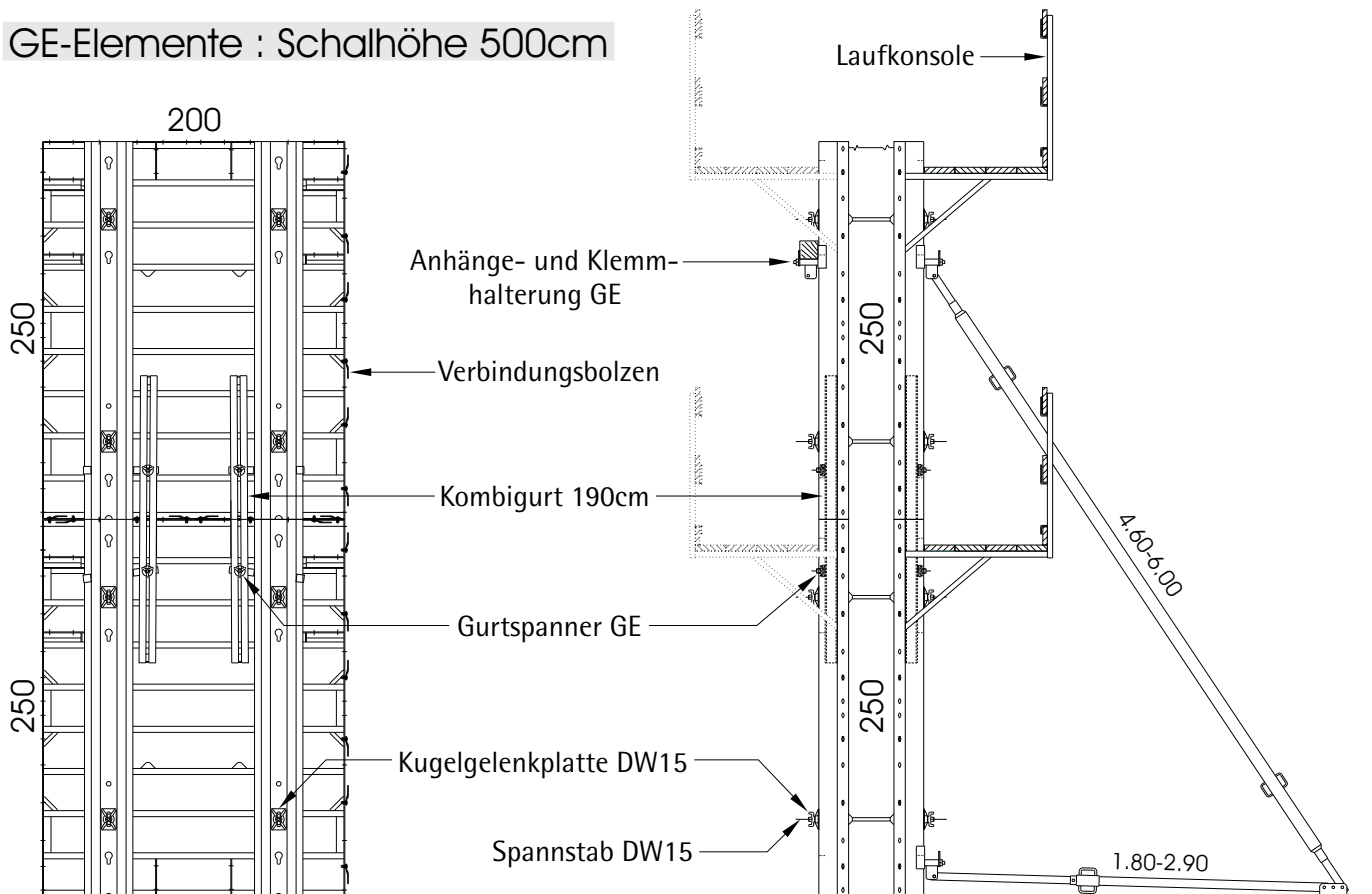 GE-Elemente : Schalhöhe 500cm
Laufkonsole
200
Anhänge- und Klemm-
halterung GE
250
250
Verbindungsbolzen
Kombigurt 190cm
4.60-6.00
Gurtspanner GE
250
250
Kugelgelenkplatte DW15
Spannstab DW15
1.80-2.90